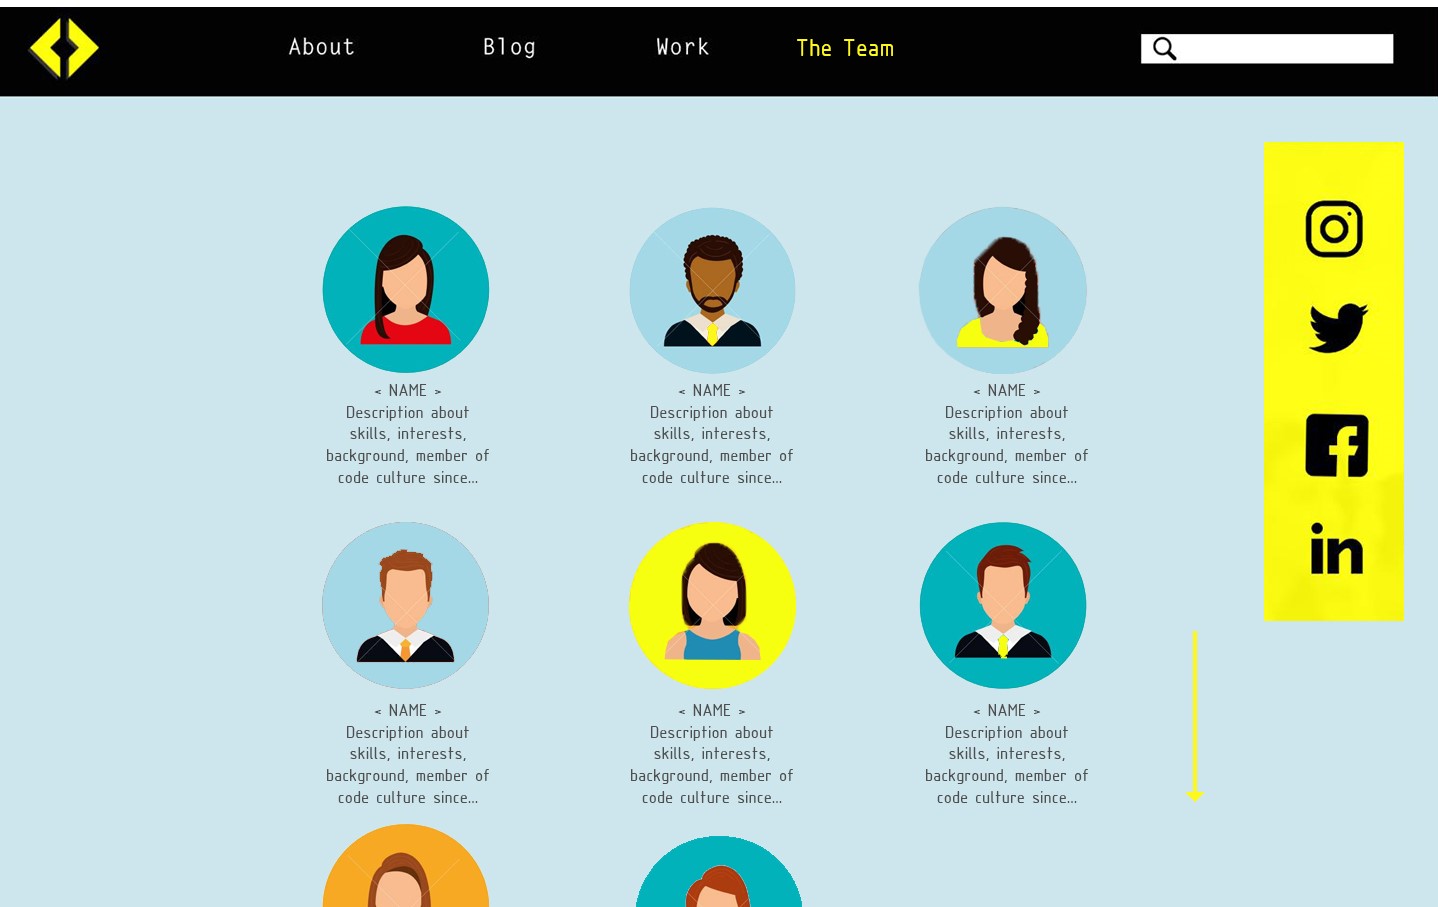 About Blog Work The Team
< NAME >
Description about
skills, interests,
background, member of
code culture since...
< NAME >
Description about
skills, interests,
background, member of
code culture since...
< NAME >
Description about
skills, interests,
background, member of
code culture since...
in
< NAME >
Description about
skills, interests,
background, member of
code culture since...
< NAME >
Description about
skills, interests,
background, member of
code culture since...
< NAME >
Description about
skills, interests,
background, member of
code culture since...